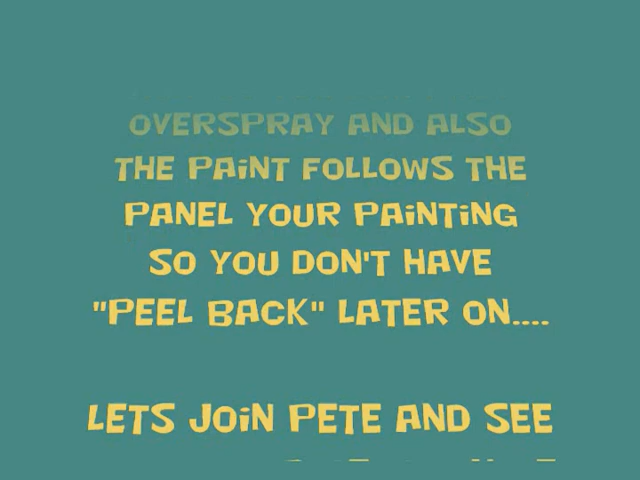 OVERSPRAY AND ALSO
THE PAiNT FOLLOWS THE
PANEL YOUR PAiNTiNG
SO YOU DON'T HAVE
"PEEL BACK" LATER ON....
LETS JOiN PETE AND SEE